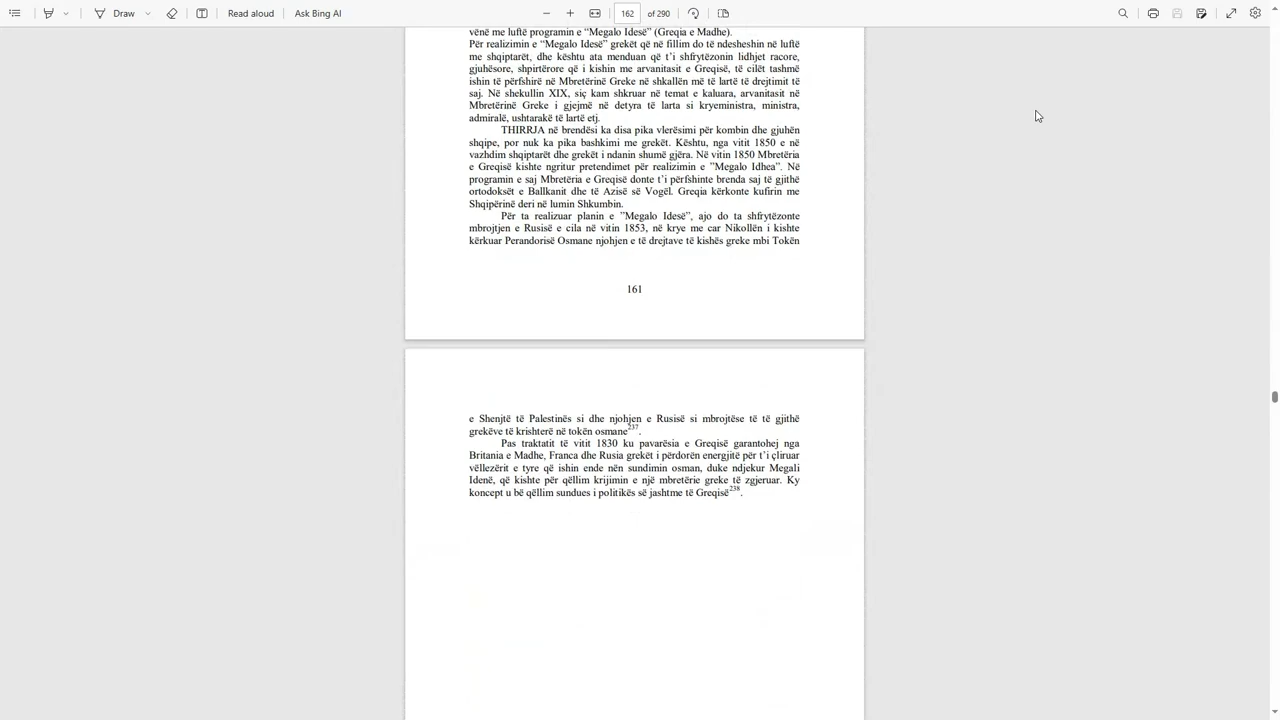 Draw
Read aloud
Ask Bing AI
162 of 290
vënë me luftë programin e “Megalo Idesë” (Greqia e Madhe).
Për realizimin e “Megalo Idesë” grekët që në fillim do të ndesheshin në luftë
me shqiptarët, dhe kështu ata menduan që t’i shfrytëzonin lidhjet racore,
gjuhësore, shpirtërore që i kishin me arvanitasit e Greqisë, të cilët tashmë
ishin të përfshirë në Mbretërinë Greke në shkallën më të lartë të drejtimit të
saj. Në shekullin XIX, siç kam shkruar në temat e kaluara, arvanitasit në
Mbretërinë Greke i gjejmë në detyra të larta si kryeministra, ministra,
admiralë, ushtarakë të lartë etj.
THIRRJA në brendësi ka disa pika vlerësimi për kombin dhe gjuhën
shqipe, por nuk ka pika bashkimi me grekët. Kështu, nga vitit 1850 e në
vazhdim shqiptarët dhe grekët i ndanin shumë gjëra. Në vitin 1850 Mbretëria
e Greqisë kishte ngritur pretendimet për realizimin e ”Megalo Idhea”. Në
programin e saj Mbretëria e Greqisë donte t’i përfshinte brenda saj të gjithë
ortodoksët e Ballkanit dhe të Azisë së Vogël. Greqia kërkonte kufirin me
Shqipërinë deri në lumin Shkumbin.
Për ta realizuar planin e ”Megalo Idesë”, ajo do ta shfrytëzonte
mbrojtjen e Rusisë e cila në vitin 1853, në krye me car Nikollën i kishte
kërkuar Perandorisë Osmane njohjen e të drejtave të kishës greke mbi Tokën
161
e Shenjtë të Palestinës si dhe njohjen e Rusisë si mbrojtëse të të gjithë
grekëve të krishterë në tokën osmane237.
Pas traktatit të vitit 1830 ku pavarësia e Greqisë garantohej nga
Britania e Madhe, Franca dhe Rusia grekët i përdorën energjitë për t’i çliruar
vëllezërit e tyre që ishin ende nën sundimin osman, duke ndjekur Megali
Idenë, që kishte për qëllim krijimin e një mbretërie greke të zgjeruar. Ky
koncept u bë qëllim sundues i politikës së jashtme të Greqisë238.